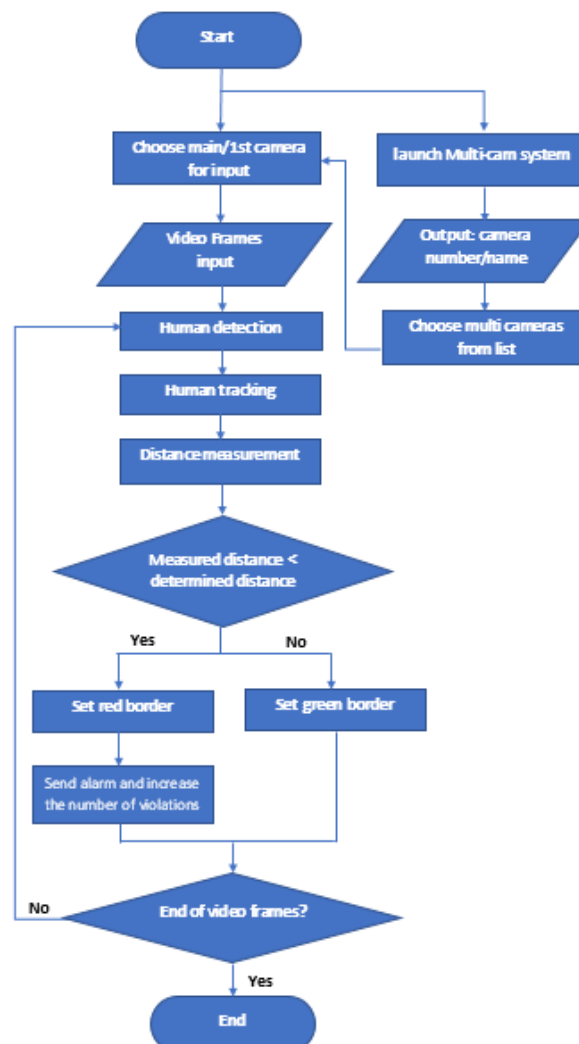 Start
Choose main/1st camera
for input
launch Multi-cam system
Video Frames
input
Output: camera
number/name
Human detection
Choose multi cameras
from list
Human tracking
Distance measurement
Measured distance <
determined distance
Yes
No
Set red border
Set green border
Send alarm and increase
the number of violations
No
End of video frames?
Yes
End